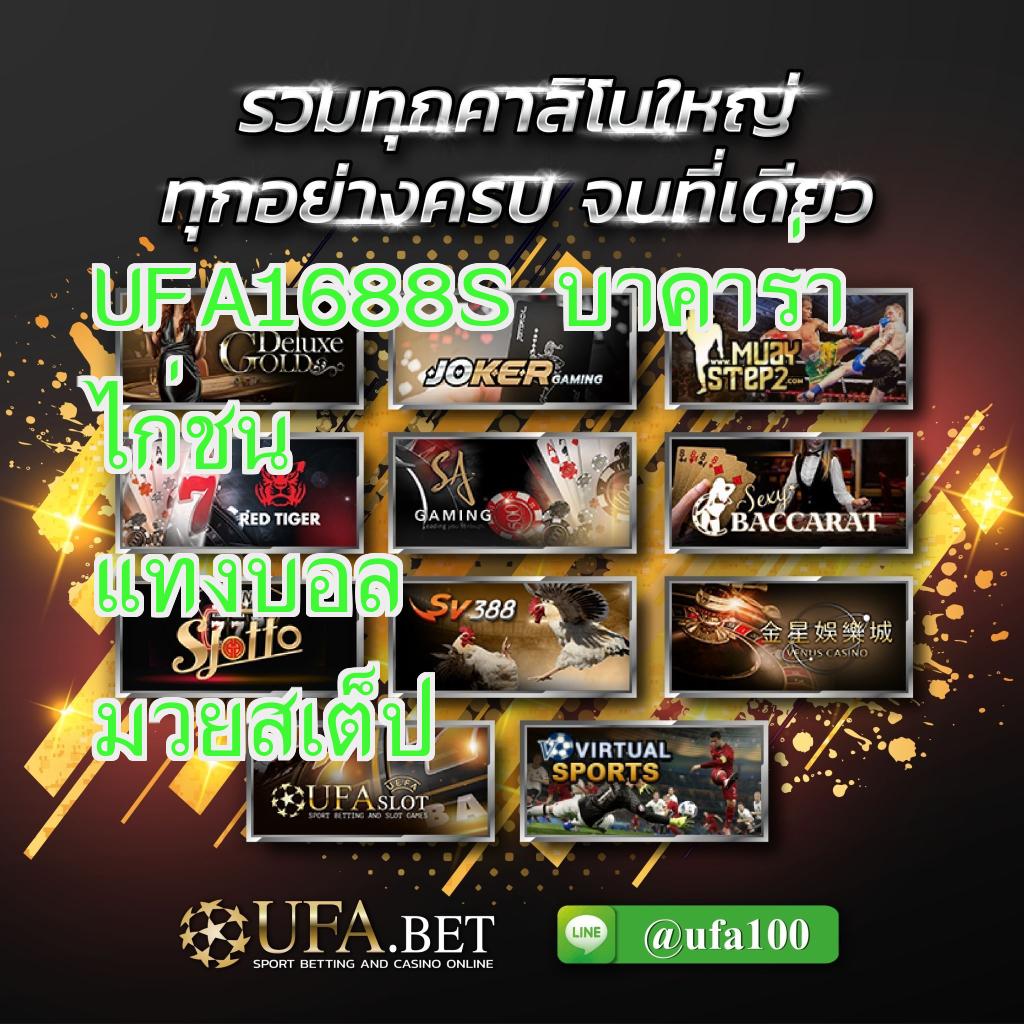 รวมทุกคาสิโนใหญ่
ทุกอย่างครบ จบที่เดียว
UFA1688S บาคาร่า
Deluxe
GOLD
JOKER GAMING
WWW.MUAY
STEP2.COM
ไก่ชน
7
RED TIGER
SA
GAMING
Sexy
BACCARAT
แทงบอล
Slotto
SV388
金星娛樂城
VENUS CASINO
มวยสเต็ป
UEFA
UFA SLOT
SPORT BETTING AND SLOT GAMES
VIRTUAL
SPORTS
UFA.BET
SPORT BETTING AND CASINO ONLINE
LINE @ufa100